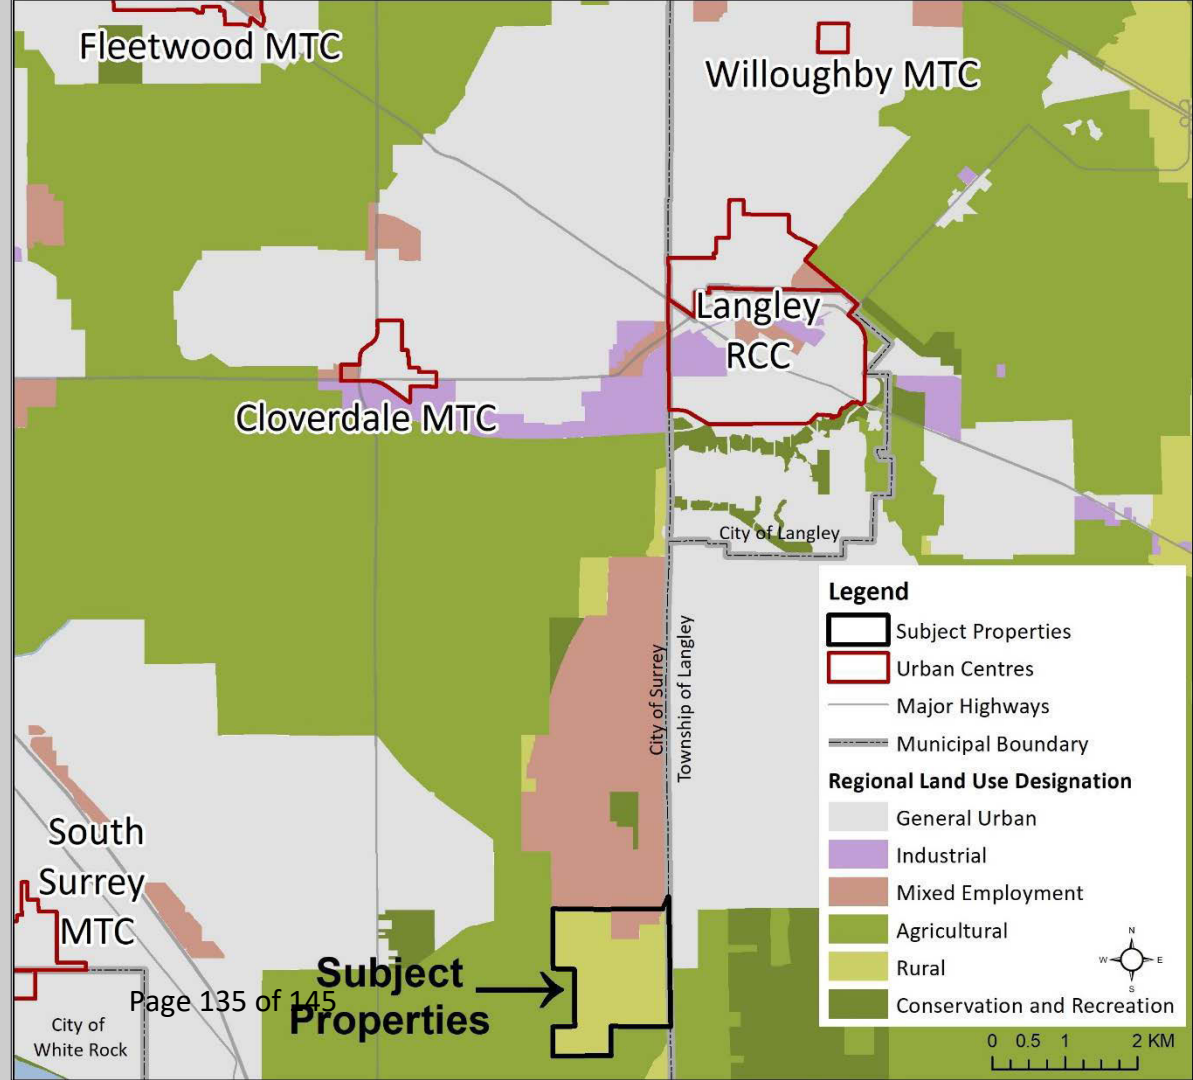 Fleetwood MTC
Willoughby MTC
Langley
RCC
Cloverdale MTC
City of Langley
City of Surrey
Township of Langley
South
Surrey
MTC
Subject
Properties
Page 135 of 145
City of
White Rock
Legend
Subject Properties
Urban Centres
Major Highways
Municipal Boundary
Regional Land Use Designation
General Urban
Industrial
Mixed Employment
Agricultural
Rural
Conservation and Recreation
N
W E
S
0 0.5 1 2 KM